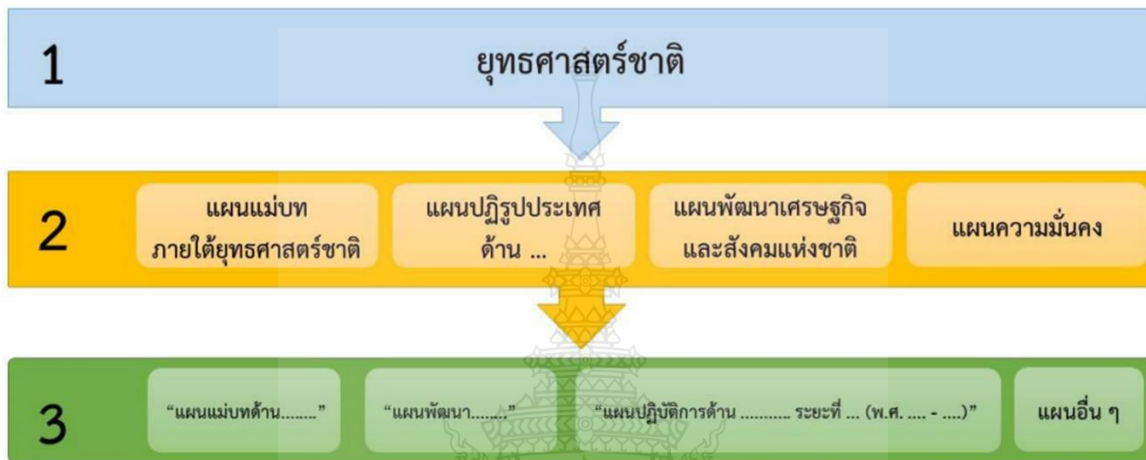 1
ยุทธศาสตร์ชาติ
2
แผนแม่บท
ภายใต้ยุทธศาสตร์ชาติ
แผนปฏิรูปประเทศ
ด้าน ...
แผนพัฒนาเศรษฐกิจ
และสังคมแห่งชาติ
แผนความมั่นคง
3
“แผนแม่บทด้าน........”
“แผนพัฒนา........”
“แผนปฏิบัติการด้าน ........... ระยะที่ ... (พ.ศ. .... - ....)”
แผนอื่น ๆ